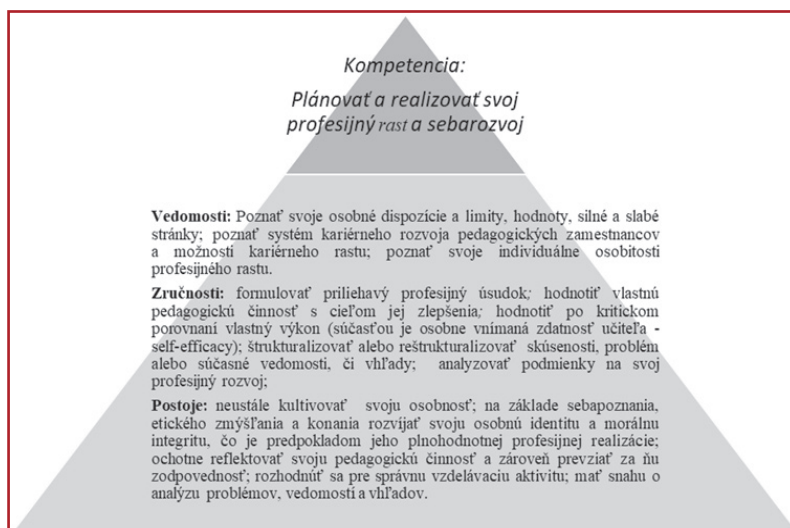 Kompetencia:
Plánovať a realizovať svoj
profesijný rast a sebarozvoj
Vedomosti: Poznať svoje osobné dispozície a limity, hodnoty, silné a slabé
stránky; poznať systém kariérneho rozvoja pedagogických zamestnancov
a možnosti kariérneho rastu; poznať svoje individuálne osobitosti
profesijného rastu.
Zručnosti: formulovať priliehavý profesijný úsudok; hodnotiť vlastnú
pedagogickú činnosť s cieľom jej zlepšenia; hodnotiť po kritickom
porovnaní vlastný výkon (súčasťou je osobne vnímaná zdatnosť učiteľa -
self-efficacy); štrukturalizovať alebo reštrukturalizovať skúsenosti, problém
alebo súčasné vedomosti, či vhľady; analyzovať podmienky na svoj
profesijný rozvoj;
Postoje: neustále kultivovať svoju osobnosť; na základe sebapoznania,
etického zmýšľania a konania rozvíjať svoju osobnú identitu a morálnu
integritu, čo je predpokladom jeho plnohodnotnej profesijnej realizácie;
ochotne reflektovať svoju pedagogickú činnosť a zároveň prevziať za ňu
zodpovednosť; rozhodnúť sa pre správnu vzdelávaciu aktivitu; mať snahu o
analýzu problémov, vedomostí a vhľadov.